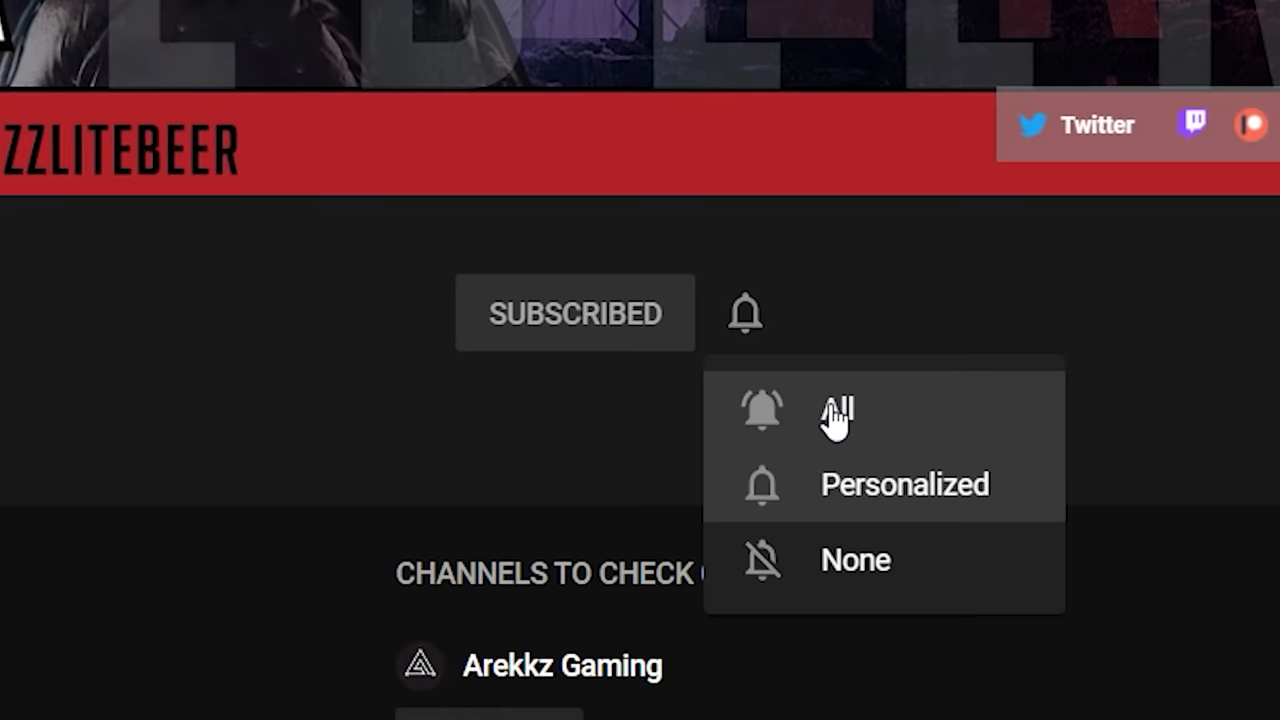 ZZLITEBEER
Twitter
SUBSCRIBED
All
Personalized
None
CHANNELS TO CHECK
Arekkz Gaming